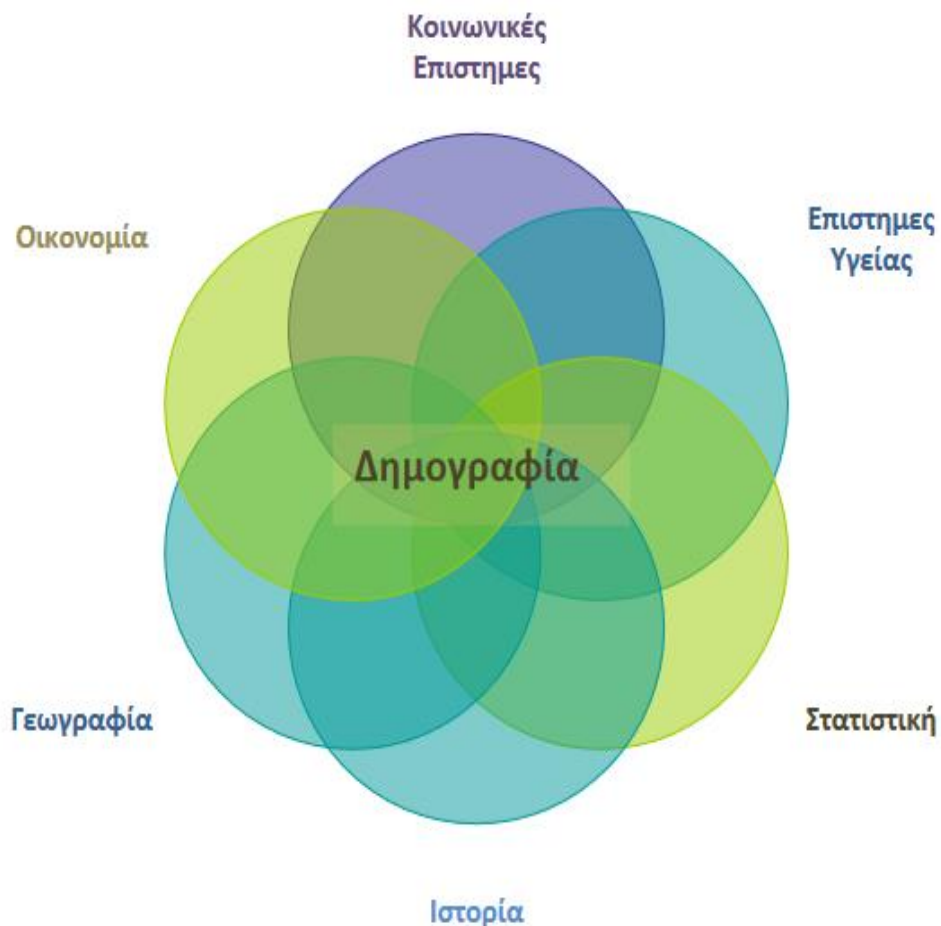 Κοινωνικές
Επιστημες
Οικονομία
Επιστημες
Υγείας
Δημογραφία
Γεωγραφία
Στατιστική
Ιστορία